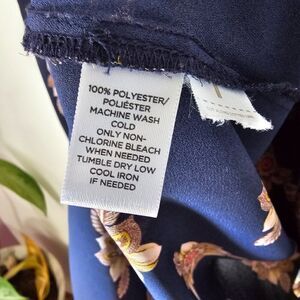 100% POLYESTER/
POLIÉSTER
MACHINE WASH
COLD
ONLY NON-
CHLORINE BLEACH
WHEN NEEDED
TUMBLE DRY LOW
COOL IRON
IF NEEDED